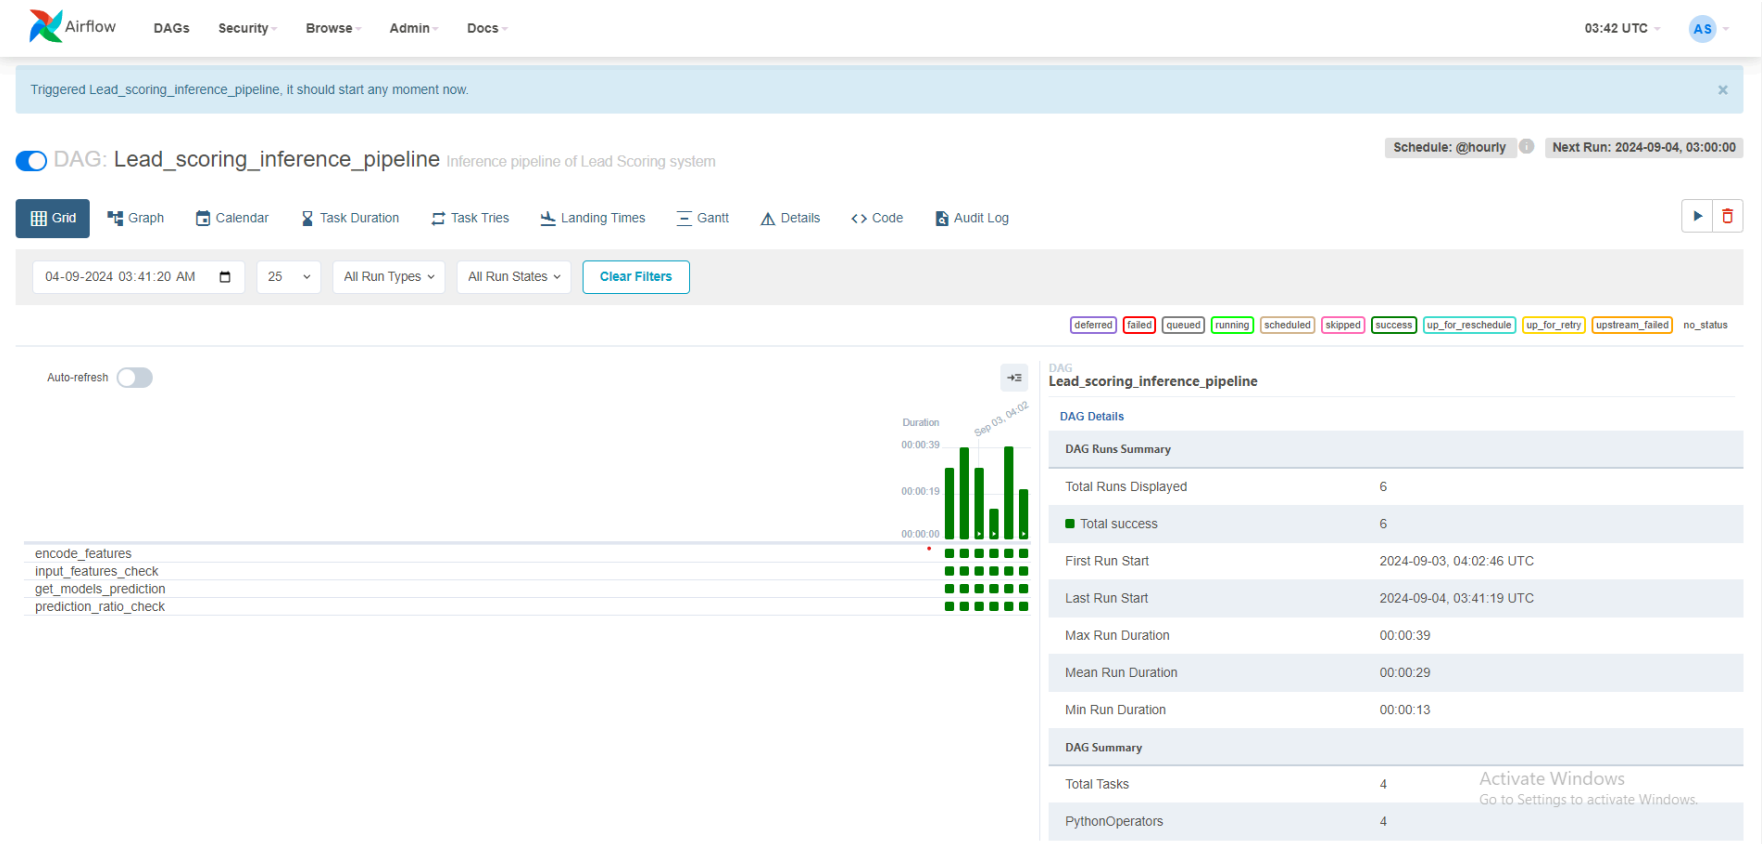 Airflow DAGs Security Browse Admin Docs 03:42 UTC AS
Triggered Lead_scoring_inference_pipeline, it should start any moment now. ×
Schedule: @hourly i Next Run: 2024-09-04, 03:00:00
DAG: Lead_scoring_inference_pipeline Inference pipeline of Lead Scoring system
Grid Graph Calendar Task Duration Task Tries Landing Times Gantt Details Code Audit Log
04-09-2024 03:41:20 AM 25 All Run Types All Run States Clear Filters
deferred failed queued running scheduled skipped success up_for_reschedule up_for_retry upstream_failed no_status
Auto-refresh
Duration
Sep 03, 04:02
00:00:39
00:00:19
00:00:00
encode_features
input_features_check
get_models_prediction
prediction_ratio_check
DAG
Lead_scoring_inference_pipeline
DAG Details
DAG Runs Summary
Total Runs Displayed 6
Total success 6
First Run Start 2024-09-03, 04:02:46 UTC
Last Run Start 2024-09-04, 03:41:19 UTC
Max Run Duration 00:00:39
Mean Run Duration 00:00:29
Min Run Duration 00:00:13
DAG Summary
Total Tasks 4
PythonOperators 4
Activate Windows
Go to Settings to activate Windows.